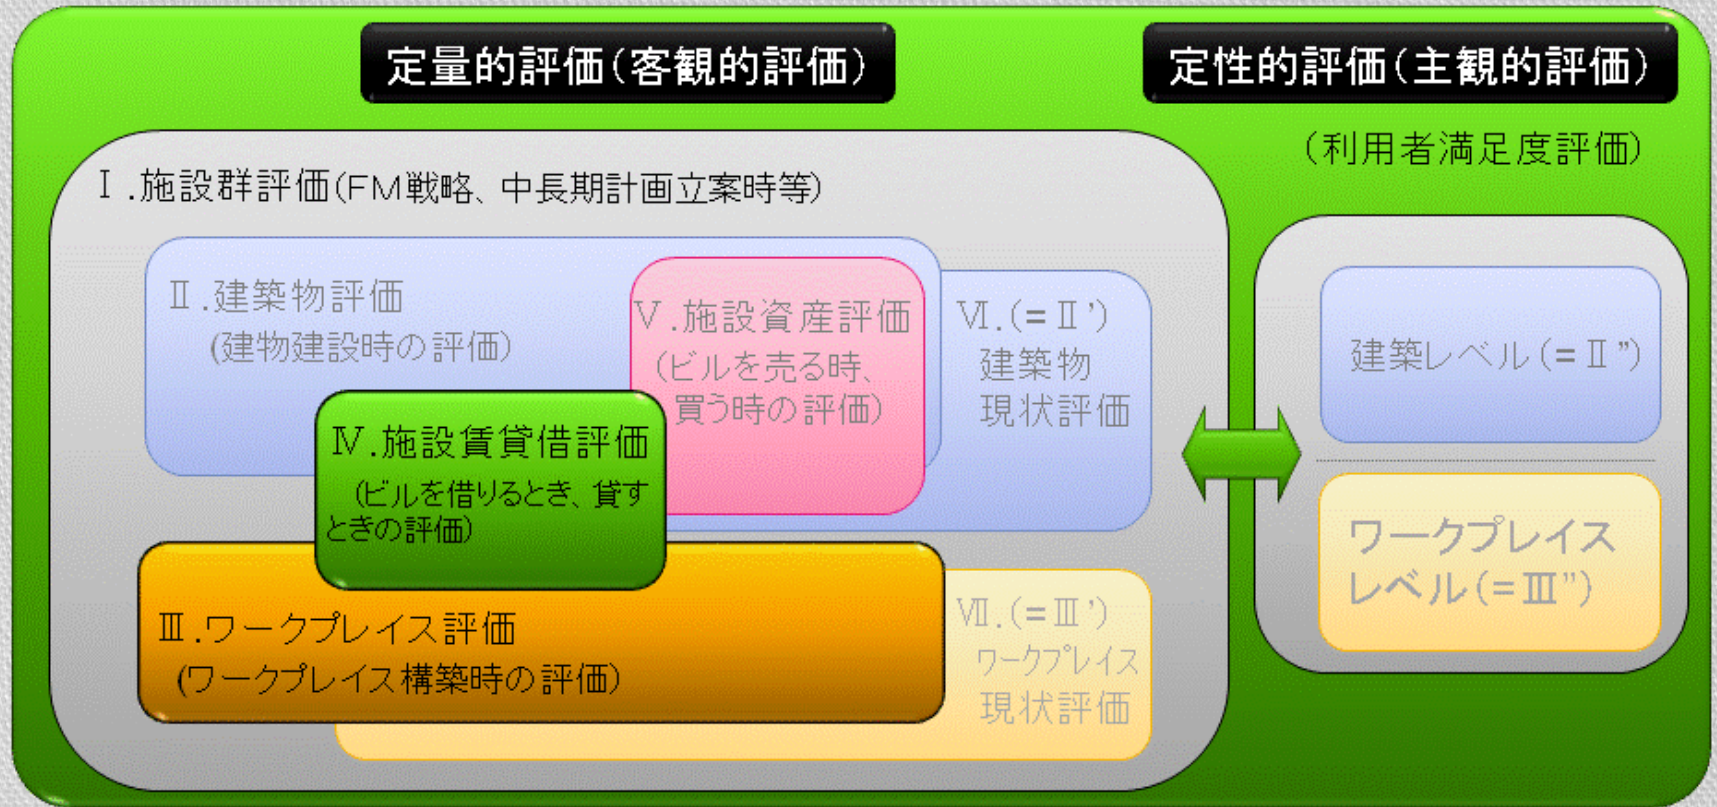 定量的評価(客観的評価)
定性的評価(主観的評価)
(利用者満足度評価)
Ⅰ.施設群評価(FM戦略、中長期計画立案時等)
Ⅱ.建築物評価
(建物建設時の評価)
Ⅴ.施設資産評価
(ビルを売る時、
買う時の評価)
Ⅵ.(=Ⅱ')
建築物
現状評価
Ⅳ.施設賃貸借評価
(ビルを借りるとき、貸す
ときの評価)
Ⅲ.ワークプレイス評価
(ワークプレイス構築時の評価)
Ⅶ.(=Ⅲ')
ワークプレイス
現状評価
建築レベル(=Ⅱ”)
ワークプレイス
レベル(=Ⅲ”)